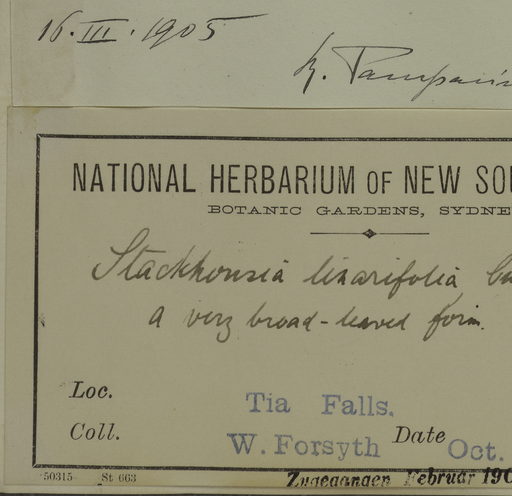 16.III.1905
L. Pampanin
NATIONAL HERBARIUM OF NEW SOU
BOTANIC GARDENS, SYDNE
Stackhousia linarifolia
a very broad-leaved form.
Loc. Tia Falls.
Coll. W. Forsyth Date Oct.
50315 St 663 Zugegangen Februar 190